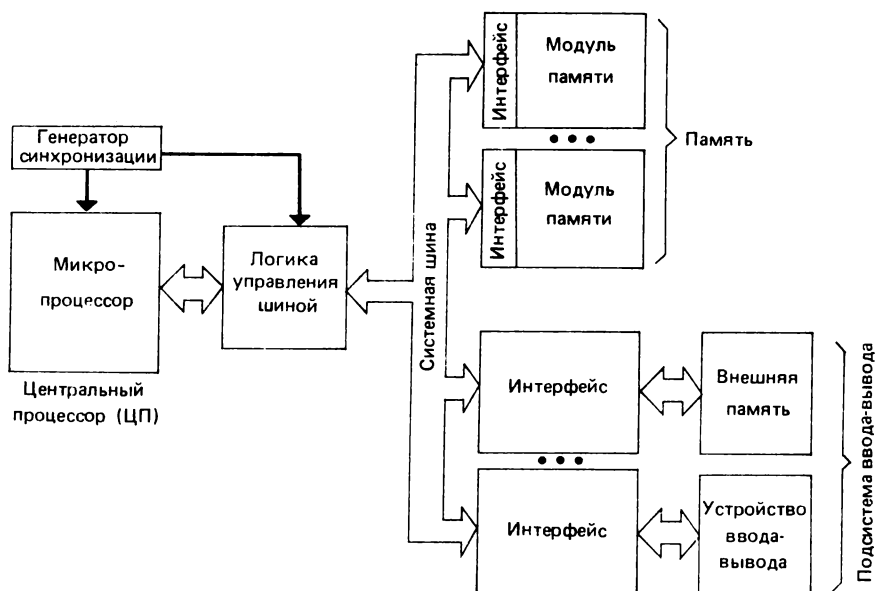 Генератор
синхронизации
Микро-
процессор
Центральный
процессор (ЦП)
Логика
управления
шиной
Системная шина
Интерфейс
Модуль
памяти
Интерфейс
Модуль
памяти
Память
Интерфейс
Внешняя
память
Интерфейс
Устройство
ввода-
вывода
Подсистема ввода-вывода